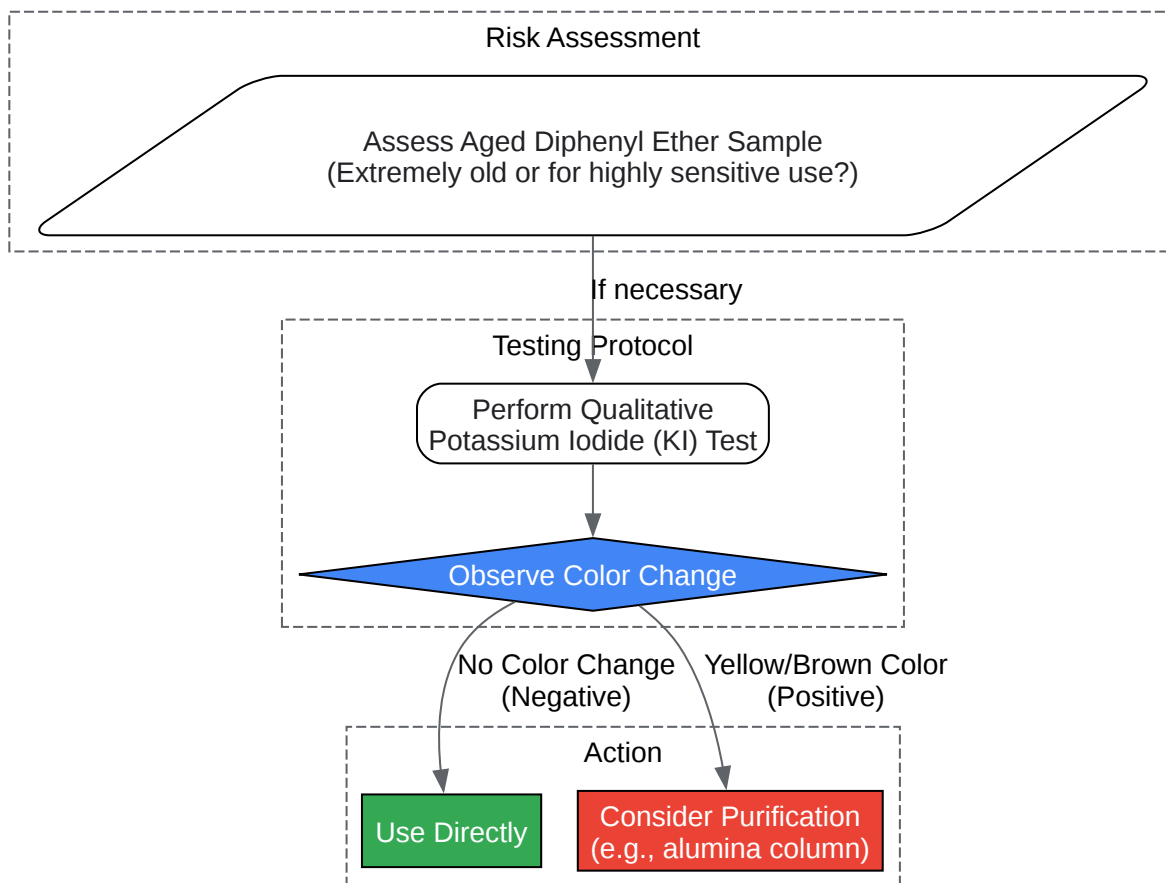 Risk Assessment
Assess Aged Diphenyl Ether Sample
(Extremely old or for highly sensitive use?)
If necessary
Testing Protocol
Perform Qualitative
Potassium Iodide (KI) Test
Observe Color Change
No Color Change
(Negative)
Yellow/Brown Color
(Positive)
Action
Use Directly
Consider Purification
(e.g., alumina column)